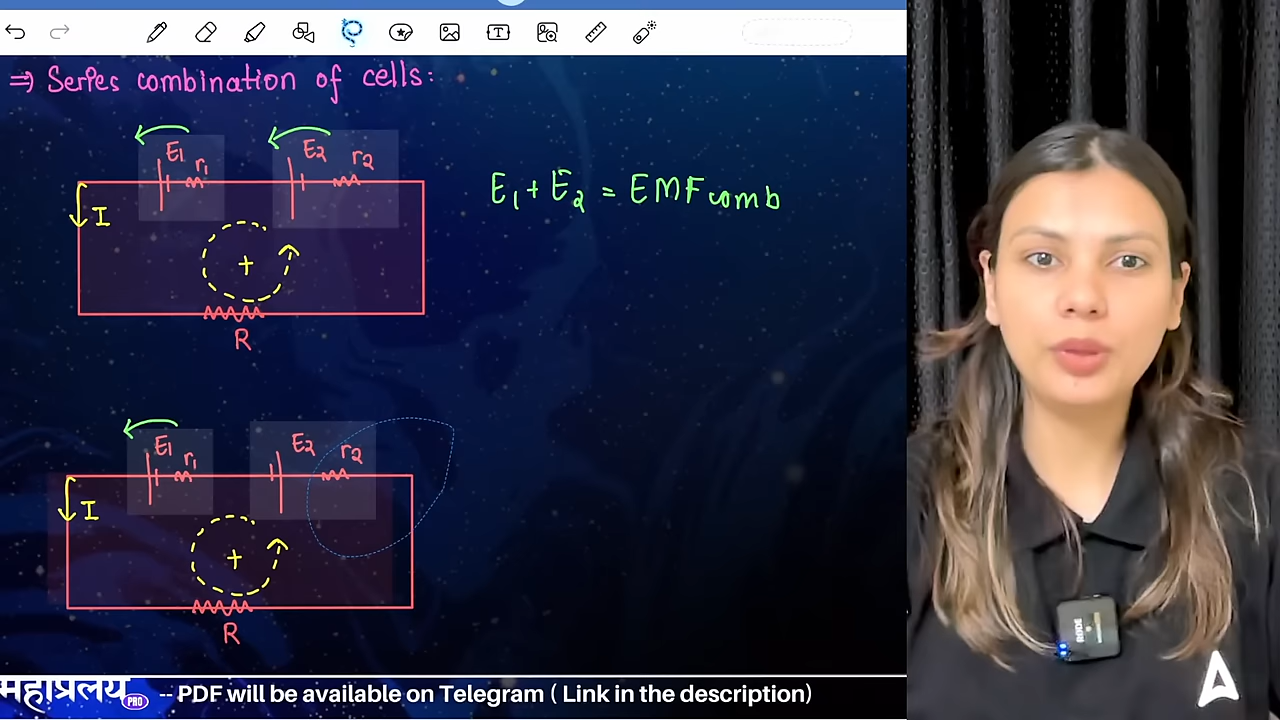 ⇒ Series combination of cells:
E1 r1 E2 r2
I
+
R
E1 + E2 = EMF comb
E1 r1 E2 r2
I
+
R
महाप्रलय PRO -- PDF will be available on Telegram ( Link in the description)
RODE